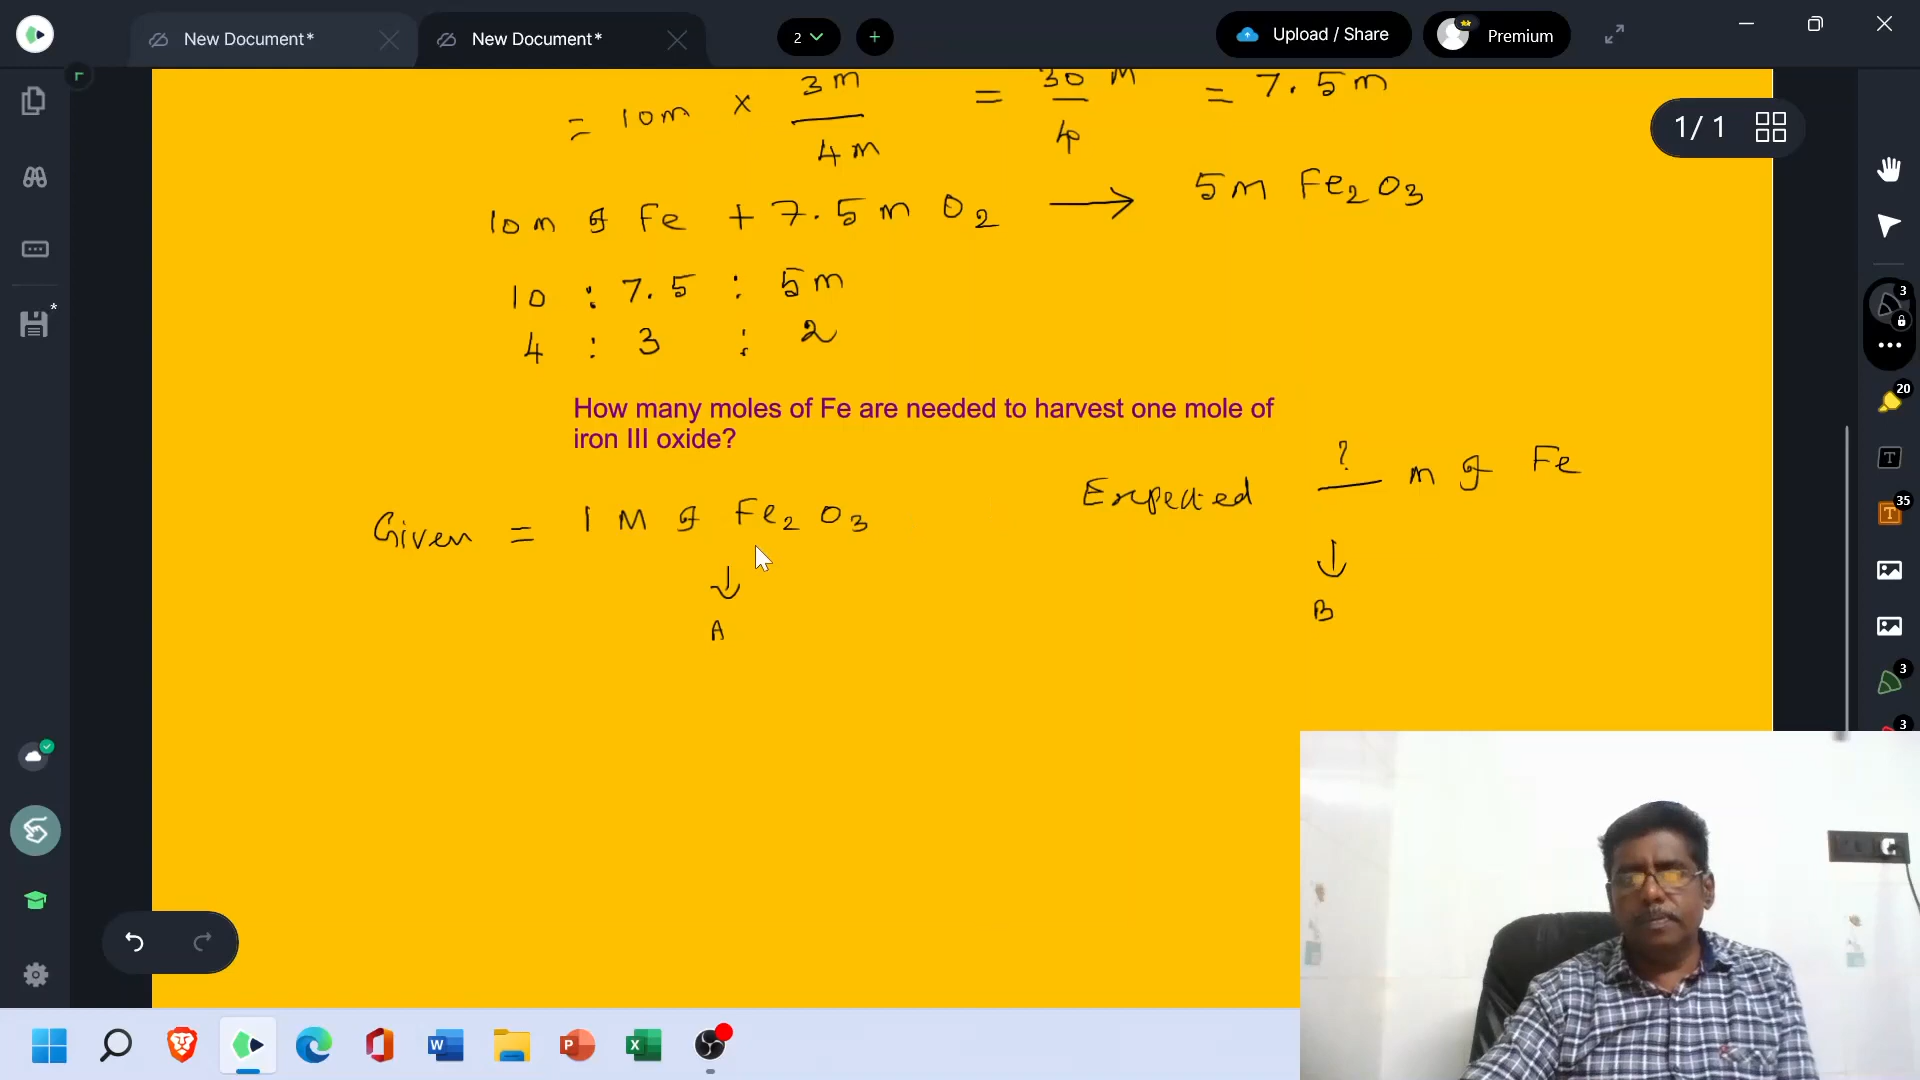 New Document*
New Document*
2
Upload / Share
Premium
1/1
= 10m × 3m / 4m = 30 M / 4 = 7.5m
10m of Fe + 7.5 m O2 → 5m Fe2O3
10 : 7.5 : 5m
4 : 3 : 2
How many moles of Fe are needed to harvest one mole of
iron III oxide?
Given = 1 M of Fe2O3
Expected ? m of Fe
A
B
3
20
T
35
T
3
3